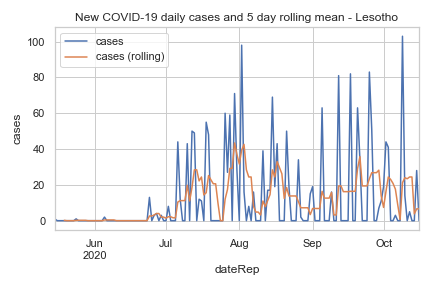 New COVID-19 daily cases and 5 day rolling mean - Lesotho
cases
cases (rolling)
100
80
60
40
20
0
cases
Jun
2020
Jul
Aug
Sep
Oct
dateRep